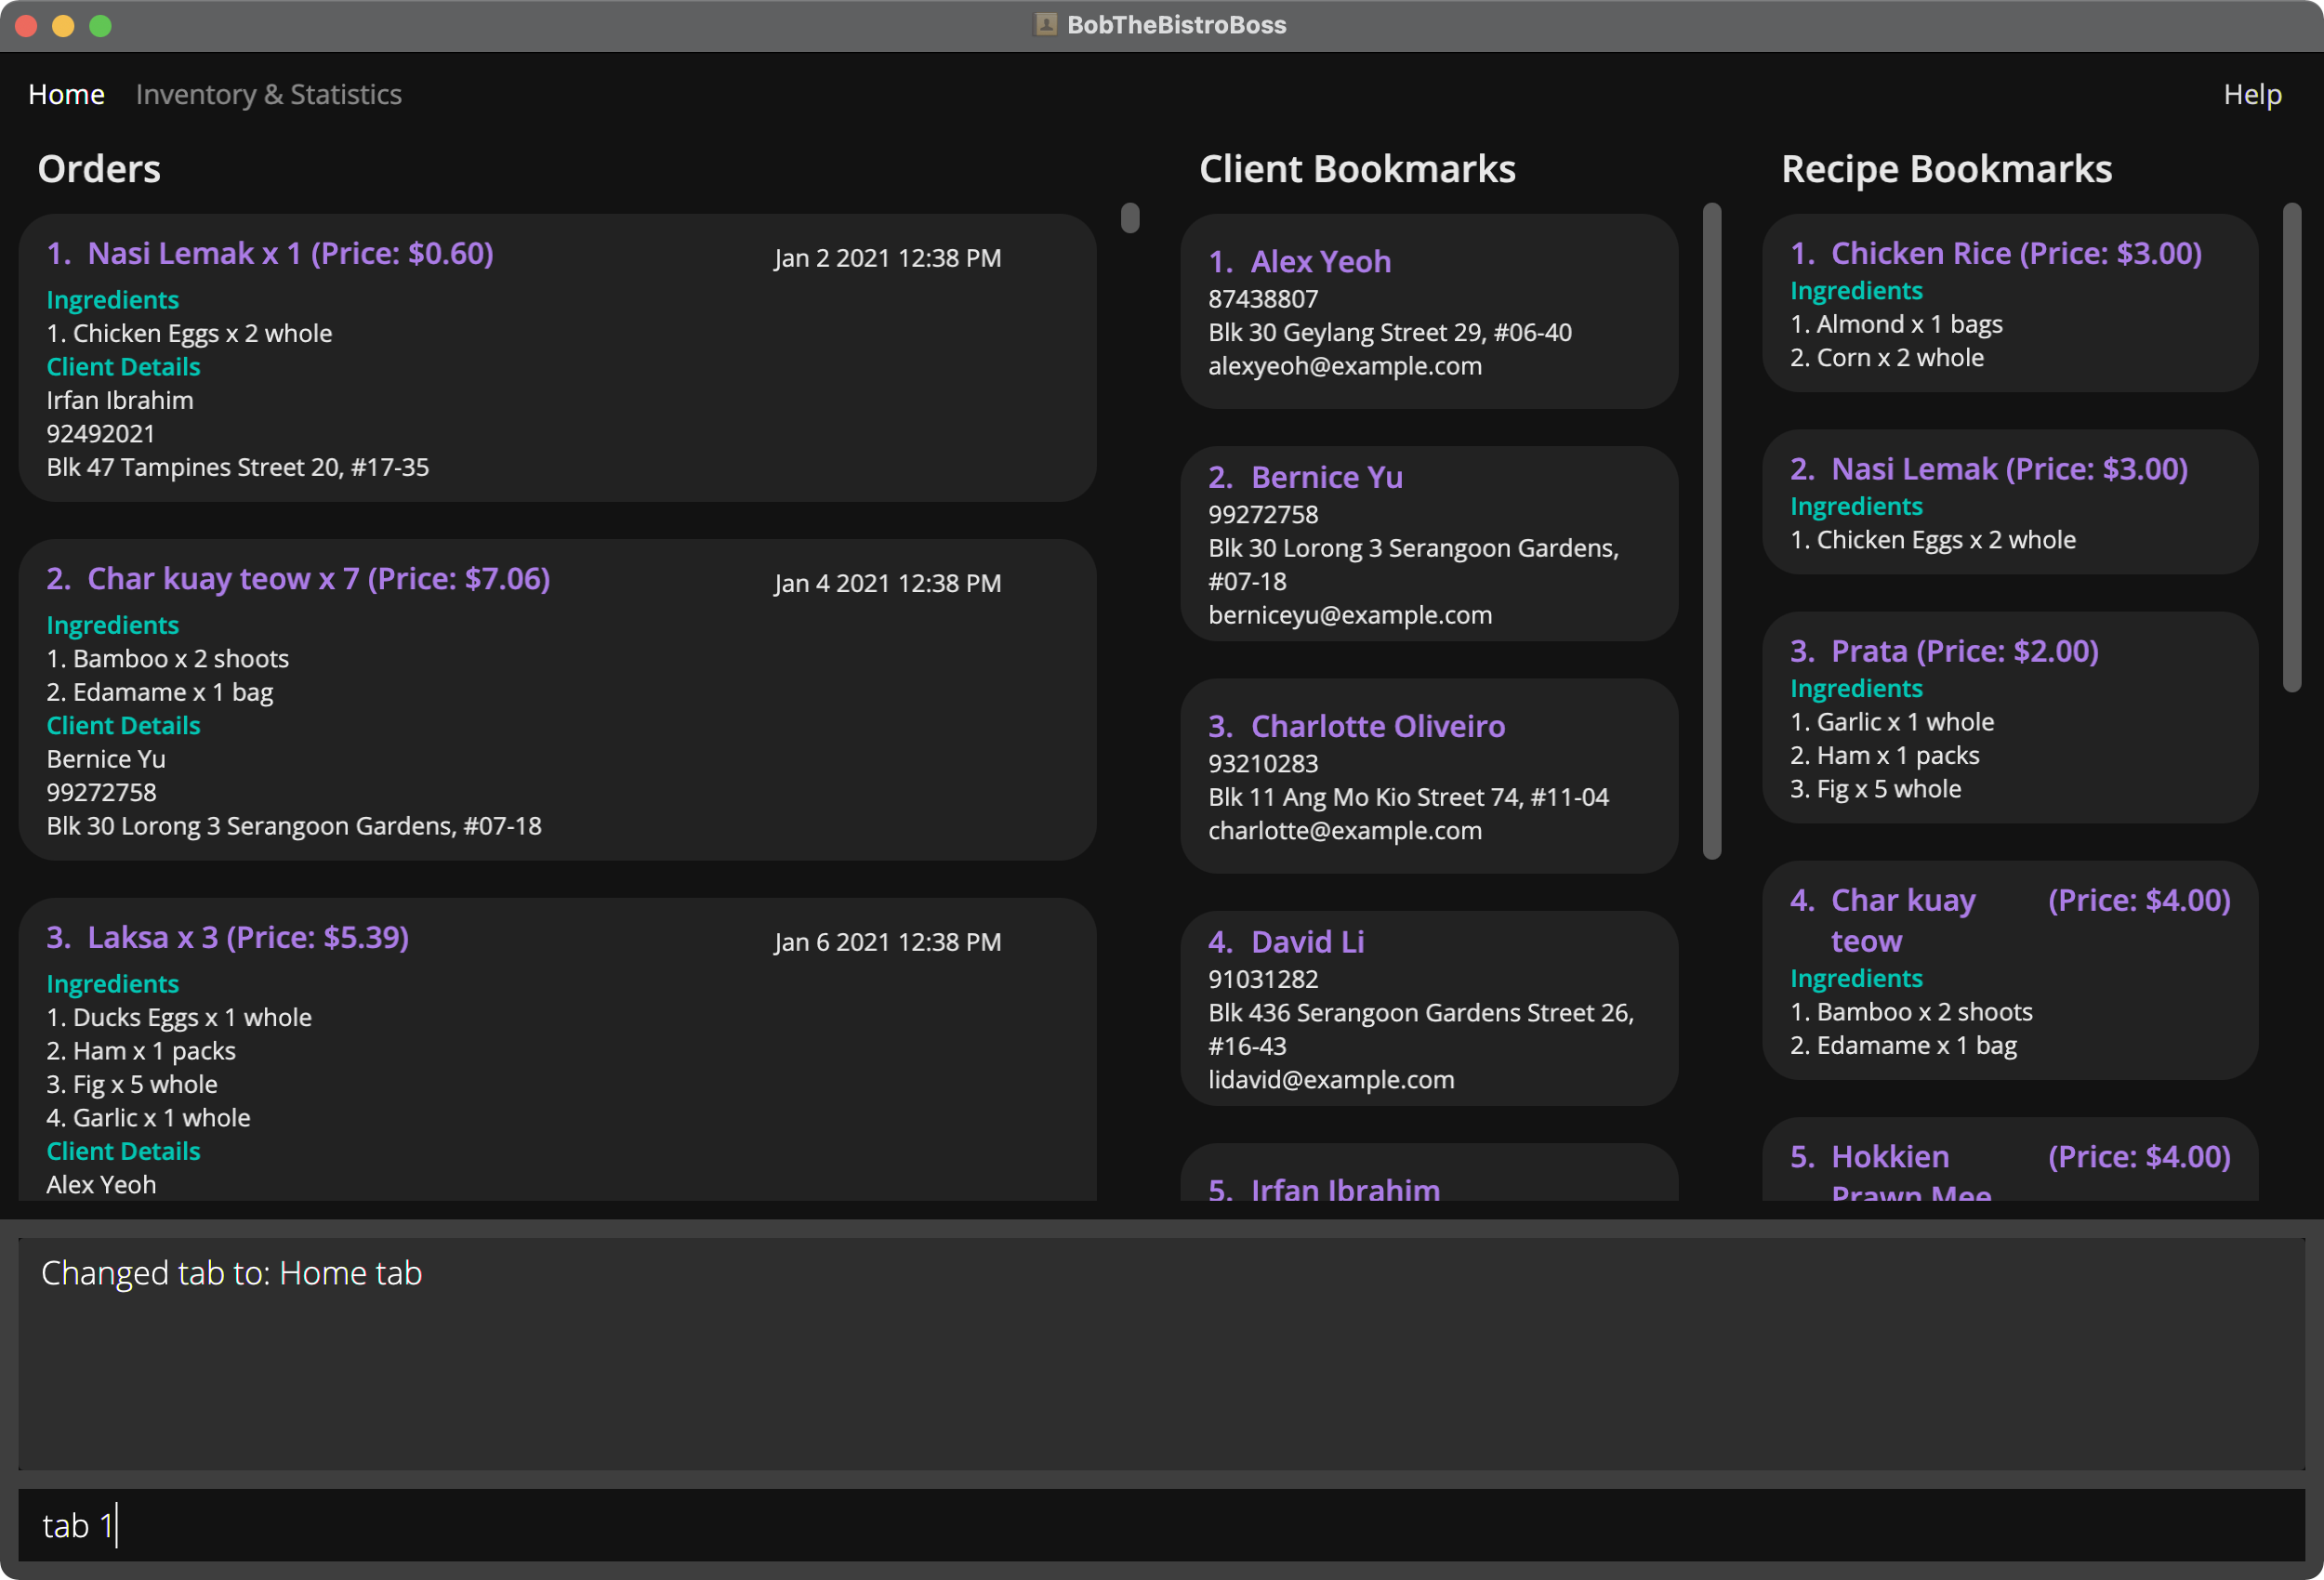 BobTheBistroBoss
Home Inventory & Statistics Help
Orders
1. Nasi Lemak x 1 (Price: $0.60) Jan 2 2021 12:38 PM
Ingredients
1. Chicken Eggs x 2 whole
Client Details
Irfan Ibrahim
92492021
Blk 47 Tampines Street 20, #17-35
2. Char kuay teow x 7 (Price: $7.06) Jan 4 2021 12:38 PM
Ingredients
1. Bamboo x 2 shoots
2. Edamame x 1 bag
Client Details
Bernice Yu
99272758
Blk 30 Lorong 3 Serangoon Gardens, #07-18
3. Laksa x 3 (Price: $5.39) Jan 6 2021 12:38 PM
Ingredients
1. Ducks Eggs x 1 whole
2. Ham x 1 packs
3. Fig x 5 whole
4. Garlic x 1 whole
Client Details
Alex Yeoh
Client Bookmarks
1. Alex Yeoh
87438807
Blk 30 Geylang Street 29, #06-40
alexyeoh@example.com
2. Bernice Yu
99272758
Blk 30 Lorong 3 Serangoon Gardens,
#07-18
berniceyu@example.com
3. Charlotte Oliveiro
93210283
Blk 11 Ang Mo Kio Street 74, #11-04
charlotte@example.com
4. David Li
91031282
Blk 436 Serangoon Gardens Street 26,
#16-43
lidavid@example.com
5. Irfan Ibrahim
Recipe Bookmarks
1. Chicken Rice (Price: $3.00)
Ingredients
1. Almond x 1 bags
2. Corn x 2 whole
2. Nasi Lemak (Price: $3.00)
Ingredients
1. Chicken Eggs x 2 whole
3. Prata (Price: $2.00)
Ingredients
1. Garlic x 1 whole
2. Ham x 1 packs
3. Fig x 5 whole
4. Char kuay (Price: $4.00)
teow
Ingredients
1. Bamboo x 2 shoots
2. Edamame x 1 bag
5. Hokkien (Price: $4.00)
Prawn Mee
Changed tab to: Home tab
tab 1